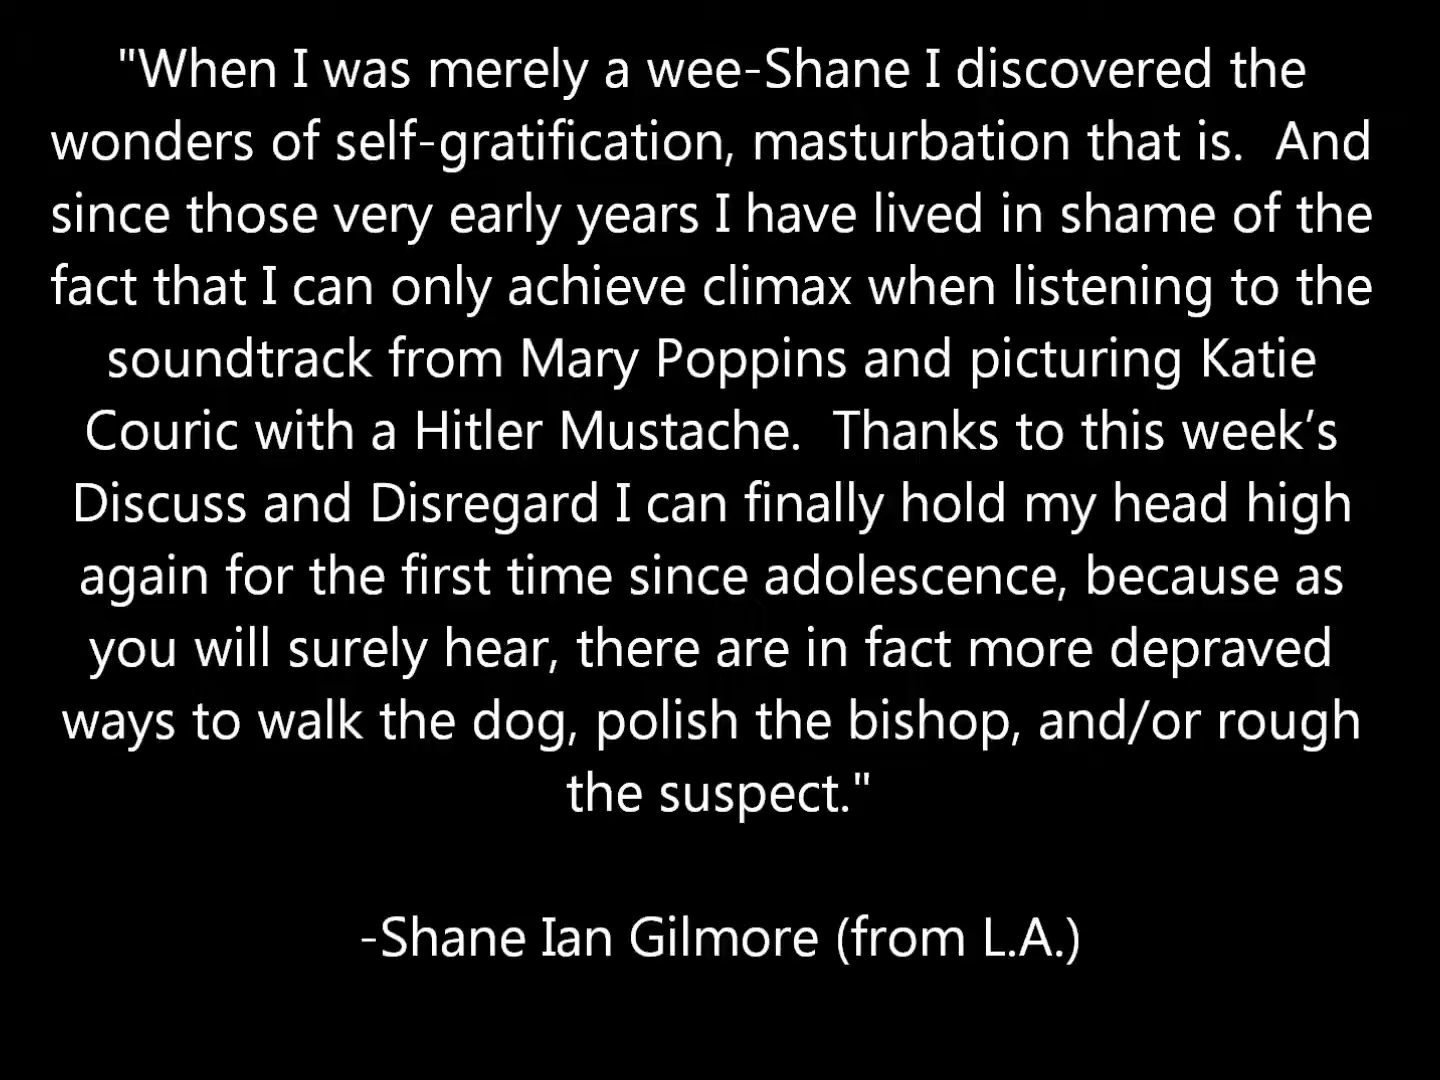 "When I was merely a wee-Shane I discovered the
wonders of self-gratification, masturbation that is.  And
since those very early years I have lived in shame of the
fact that I can only achieve climax when listening to the
soundtrack from Mary Poppins and picturing Katie
Couric with a Hitler Mustache.  Thanks to this week’s
Discuss and Disregard I can finally hold my head high
again for the first time since adolescence, because as
you will surely hear, there are in fact more depraved
ways to walk the dog, polish the bishop, and/or rough
the suspect."
-Shane Ian Gilmore (from L.A.)